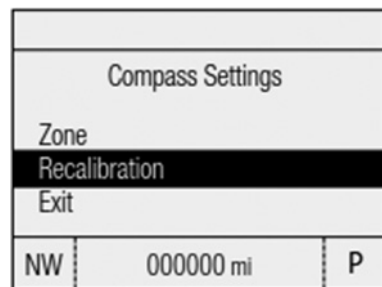 Compass Settings
Zone
Recalibration
Exit
NW 000000 mi P